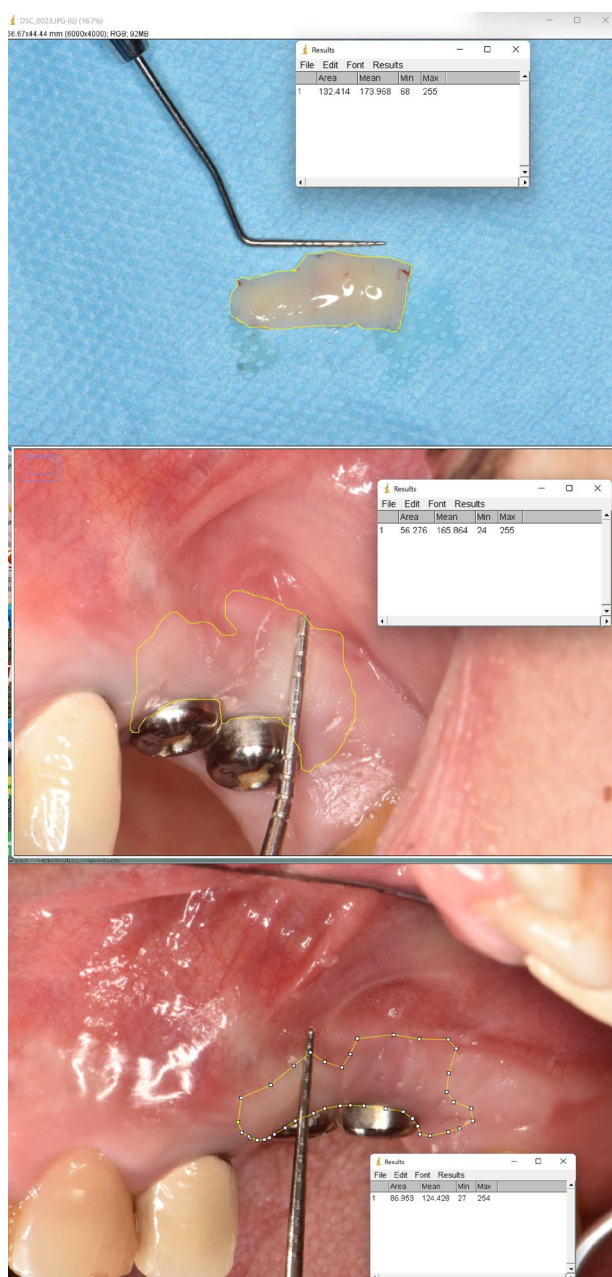 DSC_0023.JPG (G) (16.7%)
66.67x44.44 mm (6000x4000); RGB; 92MB
Results
File Edit Font Results
Area Mean Min Max
1 132.414 173.968 68 255
Results
File Edit Font Results
Area Mean Min Max
1 56.276 165.864 24 255
Results
File Edit Font Results
Area Mean Min Max
1 86.953 124.428 27 254